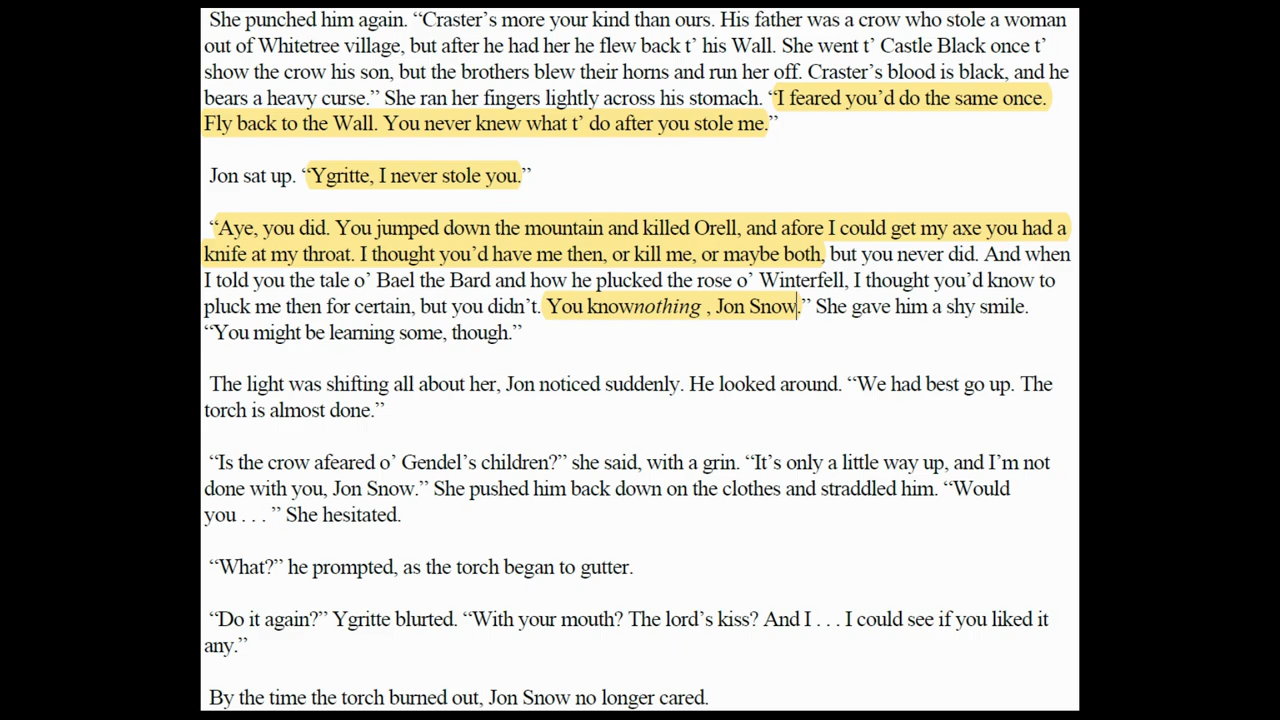 She punched him again. “Craster’s more your kind than ours. His father was a crow who stole a woman
out of Whitetree village, but after he had her he flew back t’ his Wall. She went t’ Castle Black once t’
show the crow his son, but the brothers blew their horns and run her off. Craster’s blood is black, and he
bears a heavy curse.” She ran her fingers lightly across his stomach. “I feared you’d do the same once.
Fly back to the Wall. You never knew what t’ do after you stole me.”
Jon sat up. “Ygritte, I never stole you.”
“Aye, you did. You jumped down the mountain and killed Orell, and afore I could get my axe you had a
knife at my throat. I thought you’d have me then, or kill me, or maybe both, but you never did. And when
I told you the tale o’ Bael the Bard and how he plucked the rose o’ Winterfell, I thought you’d know to
pluck me then for certain, but you didn’t. You knownothing , Jon Snow.” She gave him a shy smile.
“You might be learning some, though.”
The light was shifting all about her, Jon noticed suddenly. He looked around. “We had best go up. The
torch is almost done.”
“Is the crow afeared o’ Gendel’s children?” she said, with a grin. “It’s only a little way up, and I’m not
done with you, Jon Snow.” She pushed him back down on the clothes and straddled him. “Would
you . . . ” She hesitated.
“What?” he prompted, as the torch began to gutter.
“Do it again?” Ygritte blurted. “With your mouth? The lord’s kiss? And I . . . I could see if you liked it
any.”
By the time the torch burned out, Jon Snow no longer cared.